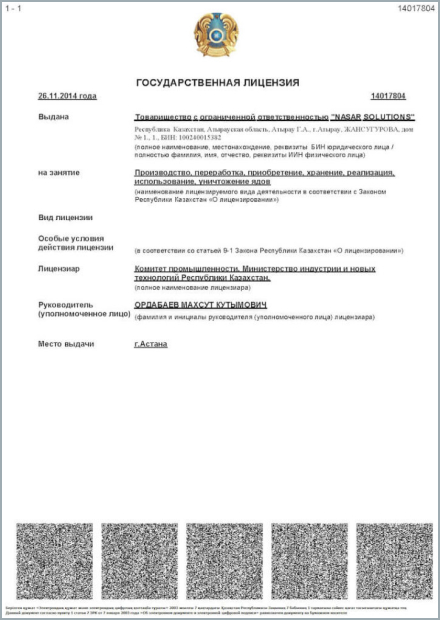 1 - 1
14017804
ГОСУДАРСТВЕННАЯ ЛИЦЕНЗИЯ
26.11.2014 года
14017804
Выдана
Товарищество с ограниченной ответственностью "NASAR SOLUTIONS"
Республика Казахстан, Атырауская область, Атырау Г.А., г.Атырау, ЖАНСУГУРОВА, дом
№ 1., 1., БИН: 100240015382
(полное наименование, местонахождение, реквизиты БИН юридического лица /
полностью фамилия, имя, отчество, реквизиты ИИН физического лица)
на занятие
Производство, переработка, приобретение, хранение, реализация,
использование, уничтожение ядов
(наименование лицензируемого вида деятельности в соответствии с Законом
Республики Казахстан «О лицензировании»)
Вид лицензии
Особые условия
действия лицензии
(в соответствии со статьей 9-1 Закона Республики Казахстан «О лицензировании»)
Лицензиар
Комитет промышленности. Министерство индустрии и новых
технологий Республики Казахстан.
(полное наименование лицензиара)
Руководитель
(уполномоченное лицо)
ОРДАБАЕВ МАХСУТ КУТЫМОВИЧ
(фамилия и инициалы руководителя (уполномоченного лица) лицензиара)
Место выдачи
г.Астана